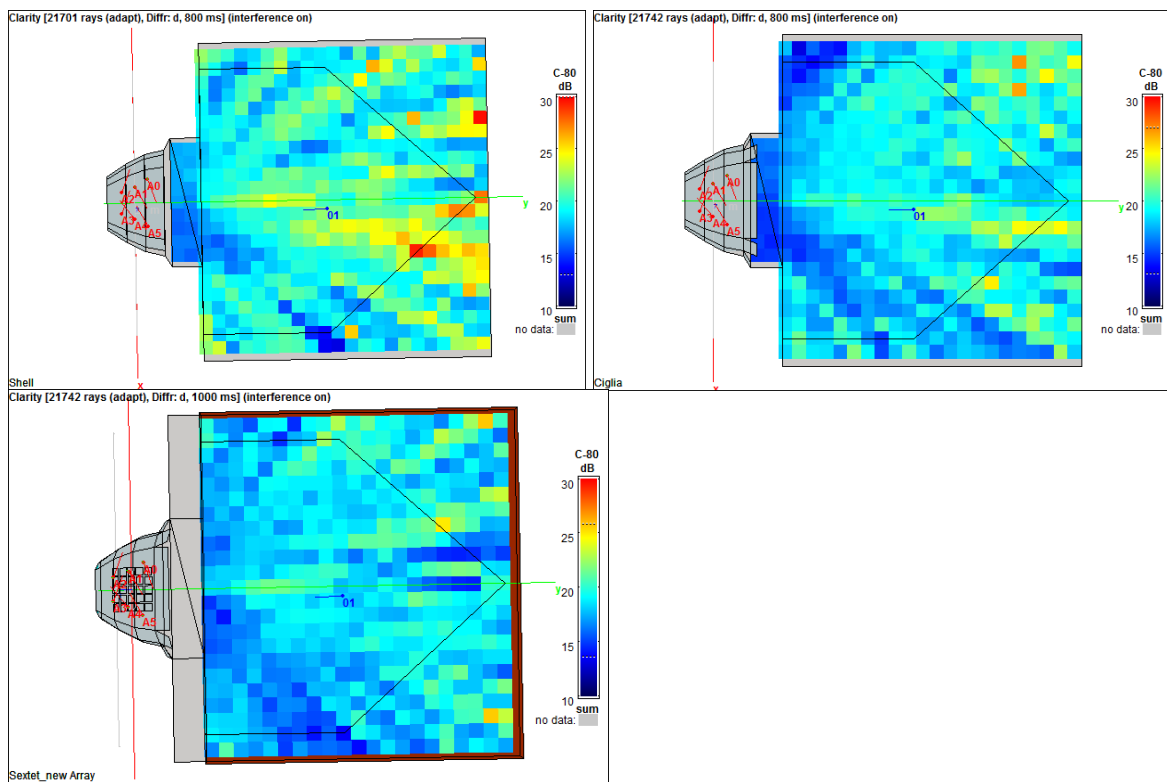 Clarity [21701 rays (adapt), Diffr: d, 800 ms] (interference on)
C-80
dB
30
25
20
15
10
sum
no data:
A0
A1
A2
A3 A4
A5
01
y
x
Shell
Clarity [21742 rays (adapt), Diffr: d, 800 ms] (interference on)
C-80
dB
30
25
20
15
10
sum
no data:
A0
A1
A2
A3 A4
A5
01
y
x
Ciglia
Clarity [21742 rays (adapt), Diffr: d, 1000 ms] (interference on)
C-80
dB
30
25
20
15
10
sum
no data:
A0
A4
A5
01
y
Sextet_new Array